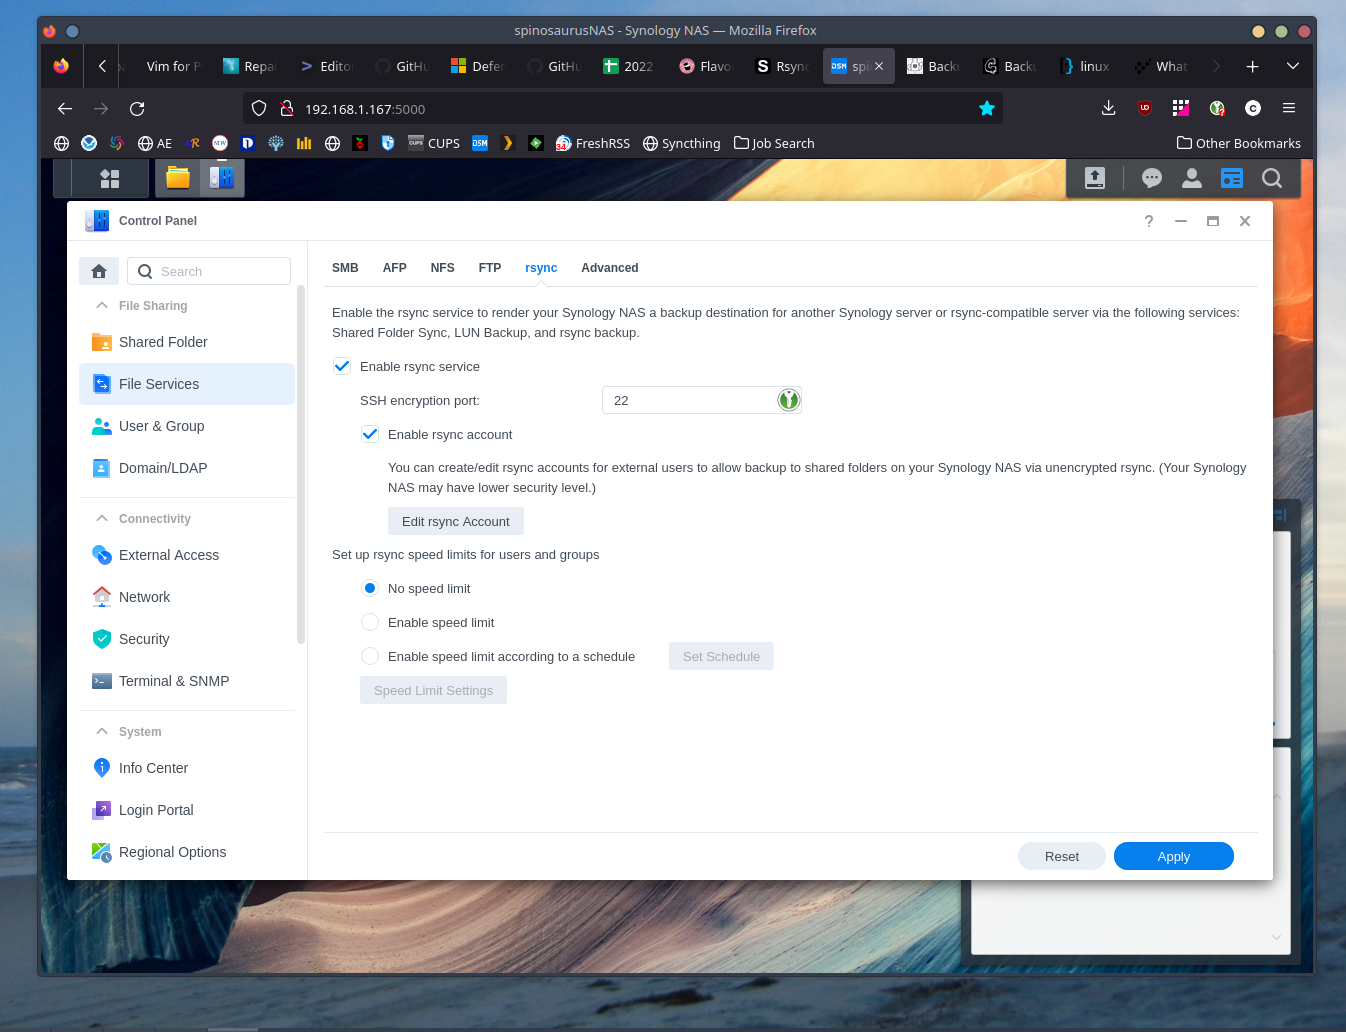 spinosaurusNAS - Synology NAS — Mozilla Firefox
Vim for P
Repai
Editor
GitHu
Defen
GitHu
2022
Flavo
S Rsync
DSM spi
Backu
Backu
linux
What
192.168.1.167:5000
AE
CUPS
DSM
34 FreshRSS
Syncthing
Job Search
Other Bookmarks
Control Panel
Search
File Sharing
Shared Folder
File Services
User & Group
Domain/LDAP
Connectivity
External Access
Network
Security
Terminal & SNMP
System
Info Center
Login Portal
Regional Options
SMB AFP NFS FTP rsync Advanced
Enable the rsync service to render your Synology NAS a backup destination for another Synology server or rsync-compatible server via the following services:
Shared Folder Sync, LUN Backup, and rsync backup.
Enable rsync service
SSH encryption port: 22
Enable rsync account
You can create/edit rsync accounts for external users to allow backup to shared folders on your Synology NAS via unencrypted rsync. (Your Synology
NAS may have lower security level.)
Edit rsync Account
Set up rsync speed limits for users and groups
No speed limit
Enable speed limit
Enable speed limit according to a schedule Set Schedule
Speed Limit Settings
Reset Apply